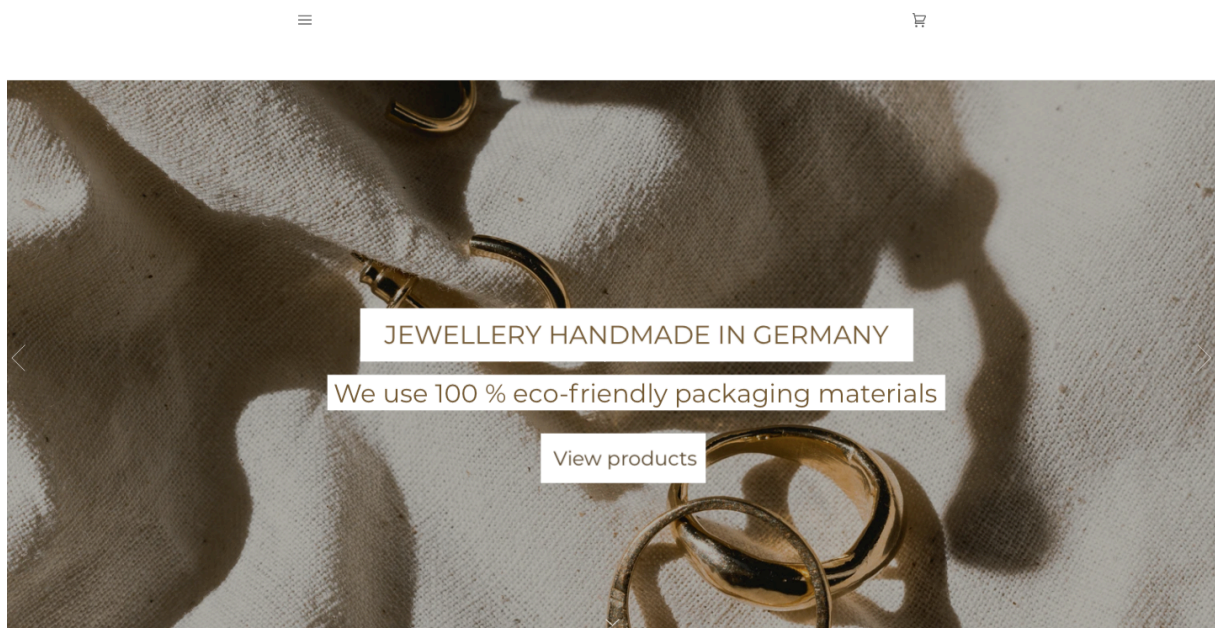 JEWELLERY HANDMADE IN GERMANY
We use 100 % eco-friendly packaging materials
View products